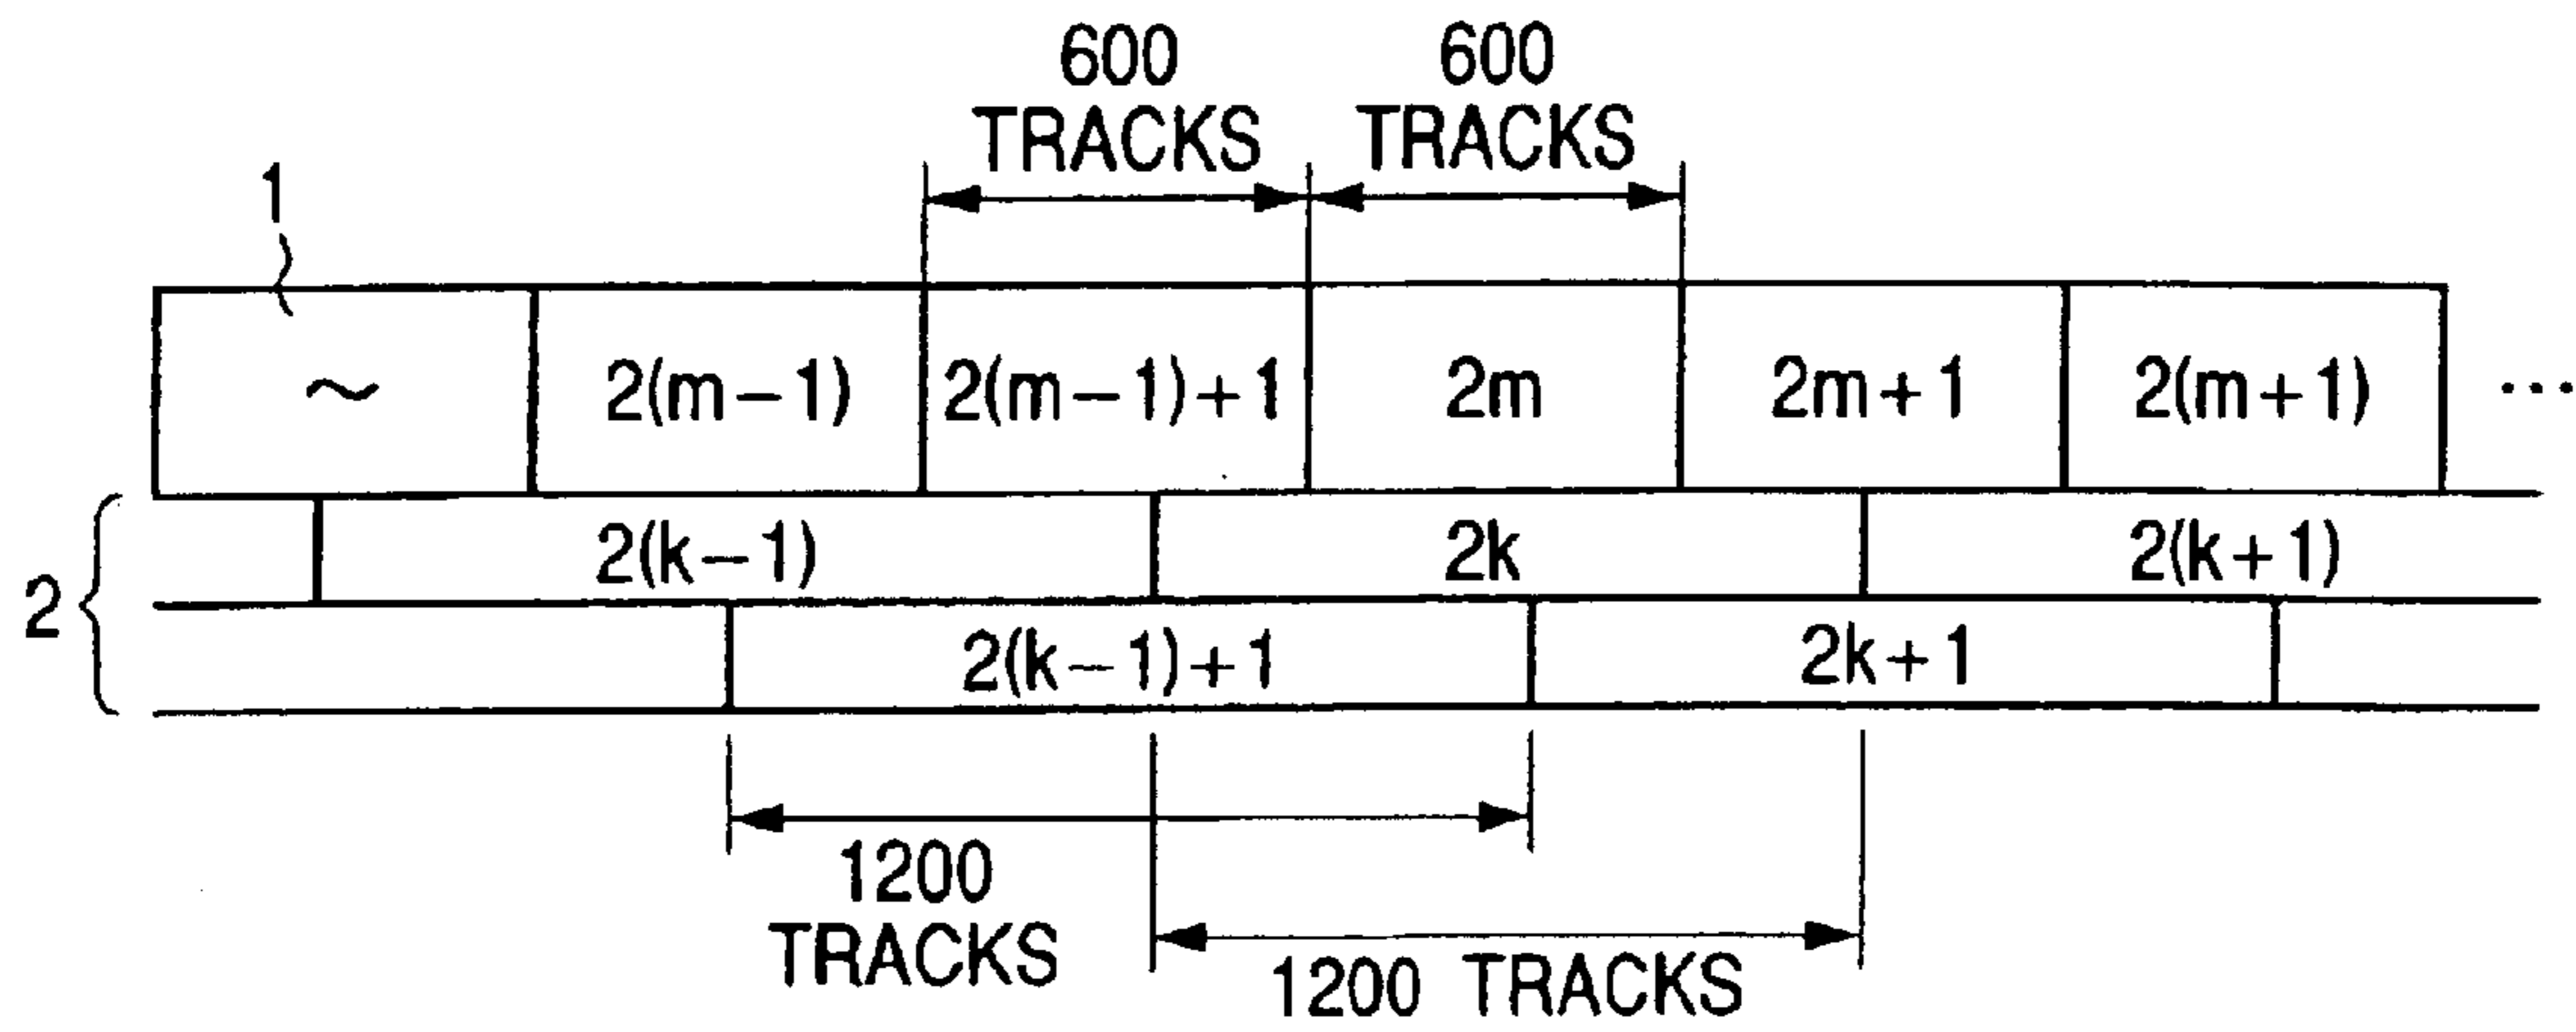 600 TRACKS
600 TRACKS
1
~ 2(m−1) 2(m−1)+1 2m 2m+1 2(m+1) ...
2(k−1) 2k 2(k+1)
2
2(k−1)+1 2k+1
1200 TRACKS
1200 TRACKS